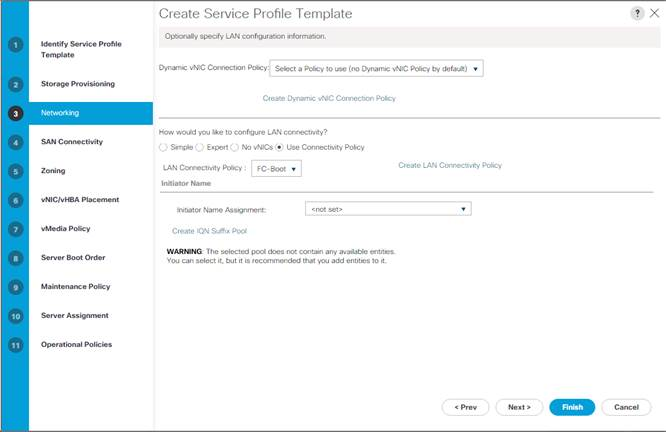 Create Service Profile Template
? ×
Optionally specify LAN configuration information.
1 Identify Service Profile
Template
2 Storage Provisioning
3 Networking
4 SAN Connectivity
5 Zoning
6 vNIC/vHBA Placement
7 vMedia Policy
8 Server Boot Order
9 Maintenance Policy
10 Server Assignment
11 Operational Policies
Dynamic vNIC Connection Policy: Select a Policy to use (no Dynamic vNIC Policy by default)
Create Dynamic vNIC Connection Policy
How would you like to configure LAN connectivity?
Simple Expert No vNICs Use Connectivity Policy
LAN Connectivity Policy : FC-Boot Create LAN Connectivity Policy
Initiator Name
Initiator Name Assignment: <not set>
Create IQN Suffix Pool
WARNING: The selected pool does not contain any available entities.
You can select it, but it is recommended that you add entities to it.
< Prev Next > Finish Cancel